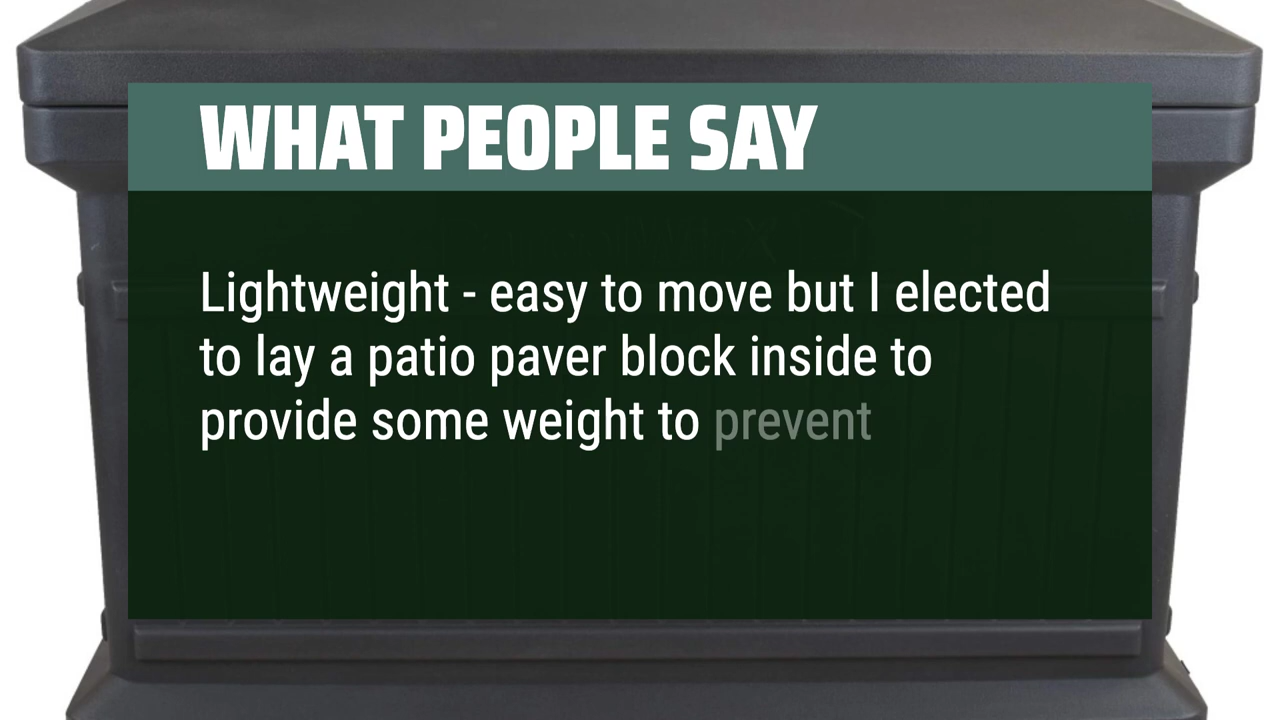 WHAT PEOPLE SAY
Lightweight - easy to move but I elected
to lay a patio paver block inside to
provide some weight to prevent